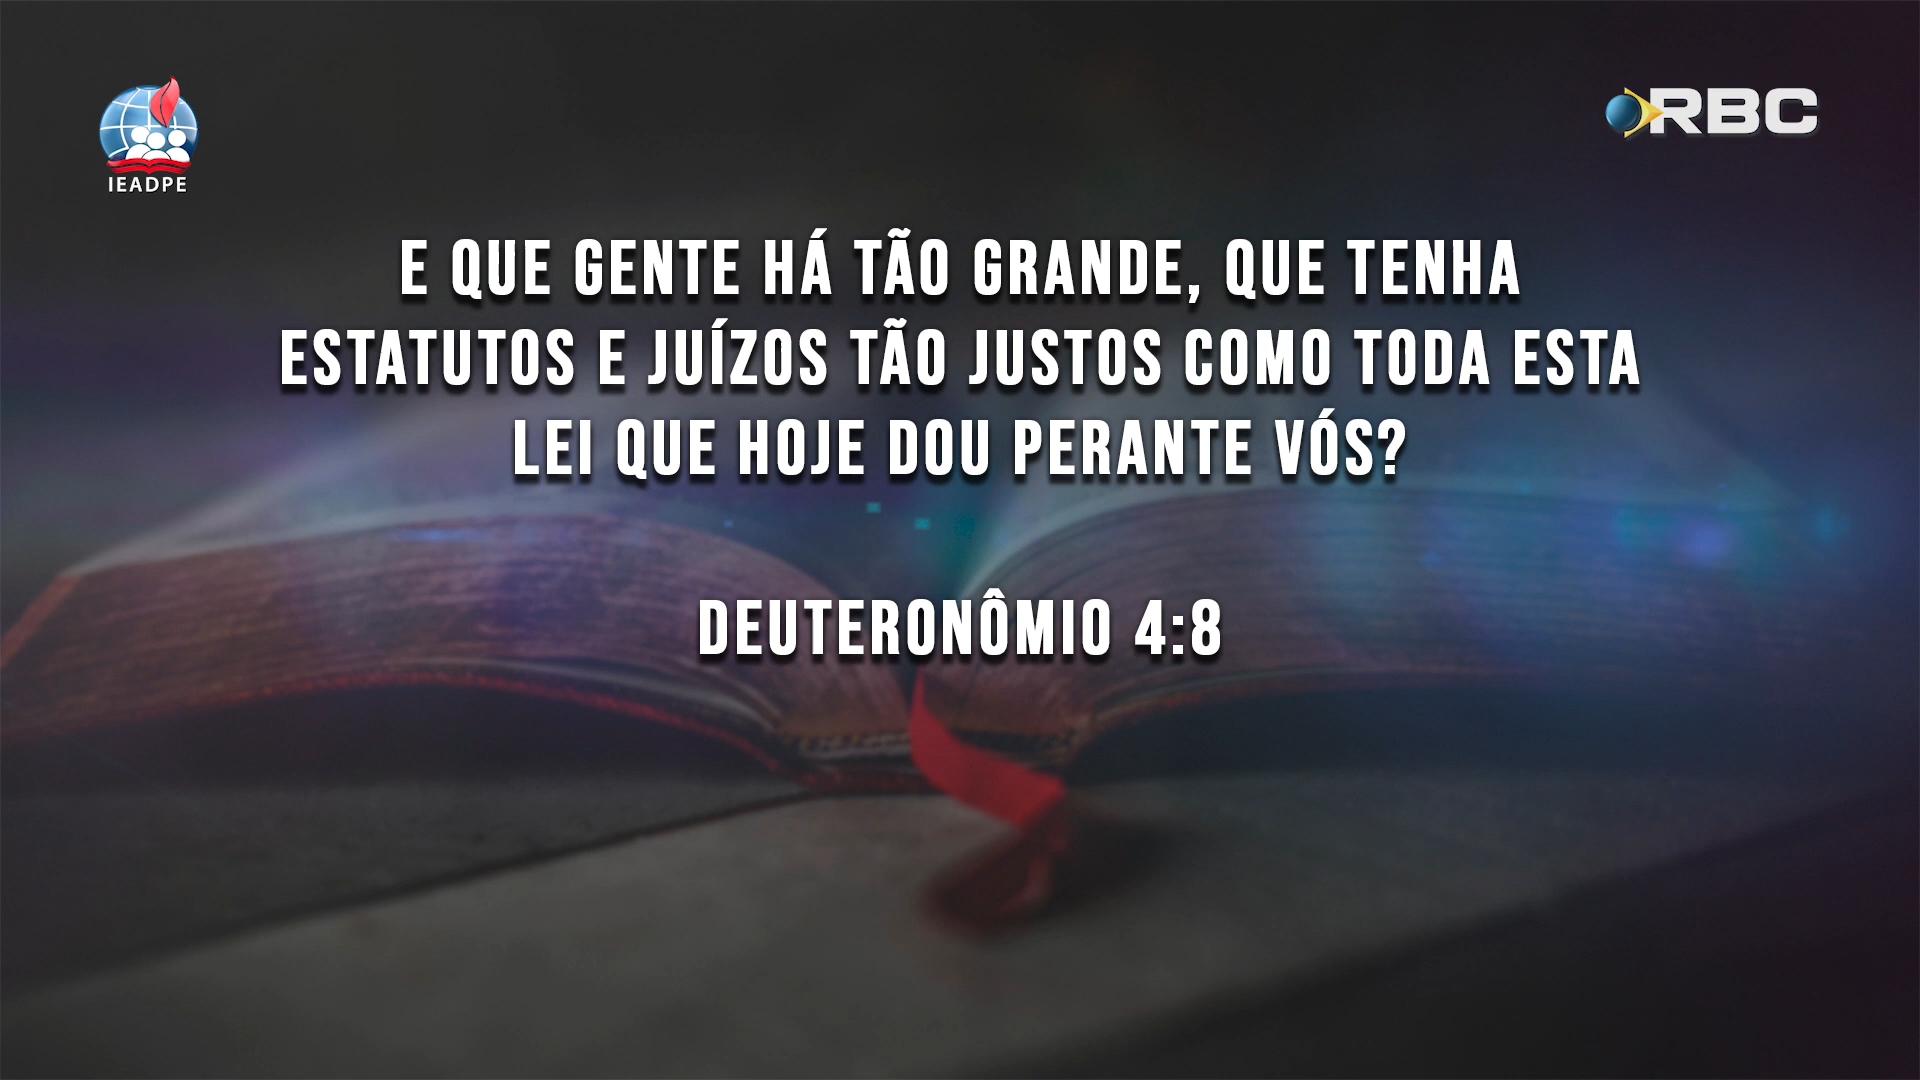 IEADPE
RBC
E QUE GENTE HÁ TÃO GRANDE, QUE TENHA
ESTATUTOS E JUÍZOS TÃO JUSTOS COMO TODA ESTA
LEI QUE HOJE DOU PERANTE VÓS?
DEUTERONÔMIO 4:8